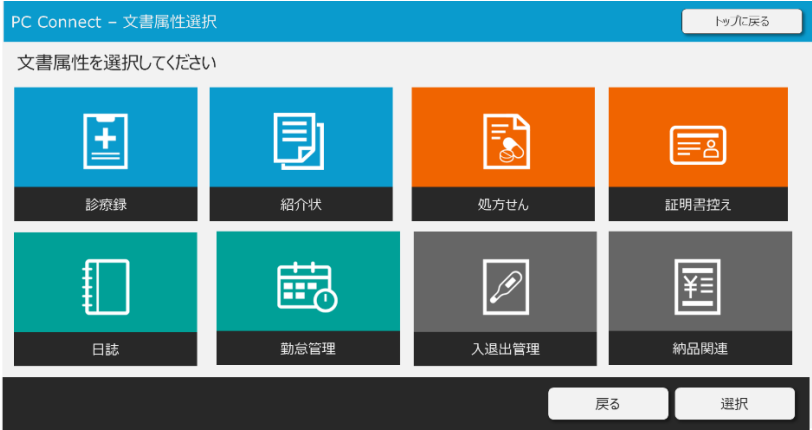 PC Connect – 文書属性選択
トップに戻る
文書属性を選択してください
診療録
紹介状
処方せん
証明書控え
日誌
勤怠管理
入退出管理
納品関連
戻る
選択